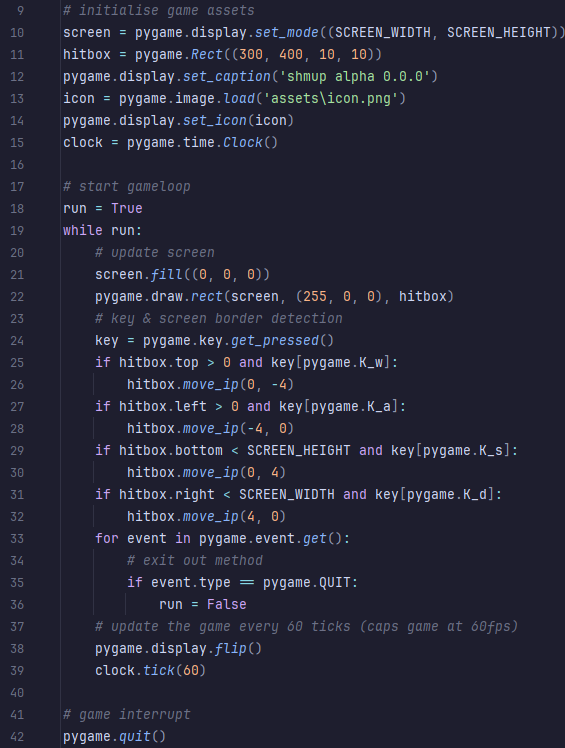 9 # initialise game assets
10 screen = pygame.display.set_mode((SCREEN_WIDTH, SCREEN_HEIGHT))
11 hitbox = pygame.Rect((300, 400, 10, 10))
12 pygame.display.set_caption('shmup alpha 0.0.0')
13 icon = pygame.image.load('assets\icon.png')
14 pygame.display.set_icon(icon)
15 clock = pygame.time.Clock()
16
17 # start gameloop
18 run = True
19 while run:
20     # update screen
21     screen.fill((0, 0, 0))
22     pygame.draw.rect(screen, (255, 0, 0), hitbox)
23     # key & screen border detection
24     key = pygame.key.get_pressed()
25     if hitbox.top > 0 and key[pygame.K_w]:
26         hitbox.move_ip(0, -4)
27     if hitbox.left > 0 and key[pygame.K_a]:
28         hitbox.move_ip(-4, 0)
29     if hitbox.bottom < SCREEN_HEIGHT and key[pygame.K_s]:
30         hitbox.move_ip(0, 4)
31     if hitbox.right < SCREEN_WIDTH and key[pygame.K_d]:
32         hitbox.move_ip(4, 0)
33     for event in pygame.event.get():
34         # exit out method
35         if event.type == pygame.QUIT:
36             run = False
37     # update the game every 60 ticks (caps game at 60fps)
38     pygame.display.flip()
39     clock.tick(60)
40
41 # game interrupt
42 pygame.quit()